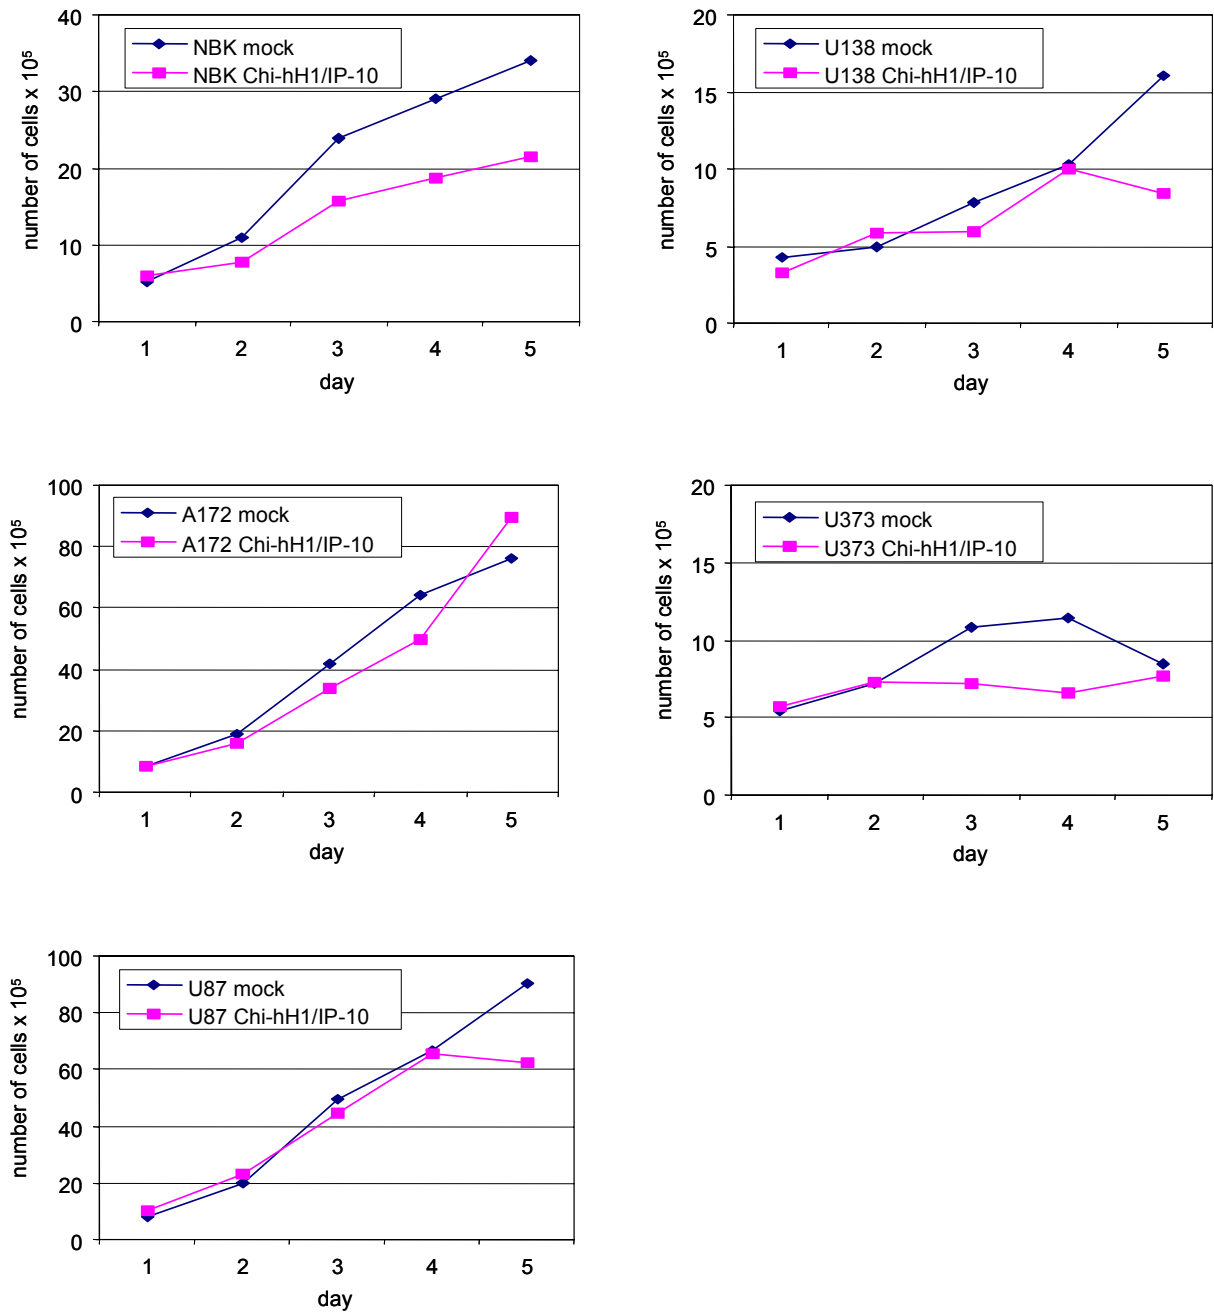 NBK mock
NBK Chi-hH1/IP-10
number of cells x 10⁵
40
30
20
10
0
1 2 3 4 5
day
U138 mock
U138 Chi-hH1/IP-10
number of cells x 10⁵
20
15
10
5
0
1 2 3 4 5
day
A172 mock
A172 Chi-hH1/IP-10
number of cells x 10⁵
100
80
60
40
20
0
1 2 3 4 5
day
U373 mock
U373 Chi-hH1/IP-10
number of cells x 10⁵
20
15
10
5
0
1 2 3 4 5
day
U87 mock
U87 Chi-hH1/IP-10
number of cells x 10⁵
100
80
60
40
20
0
1 2 3 4 5
day